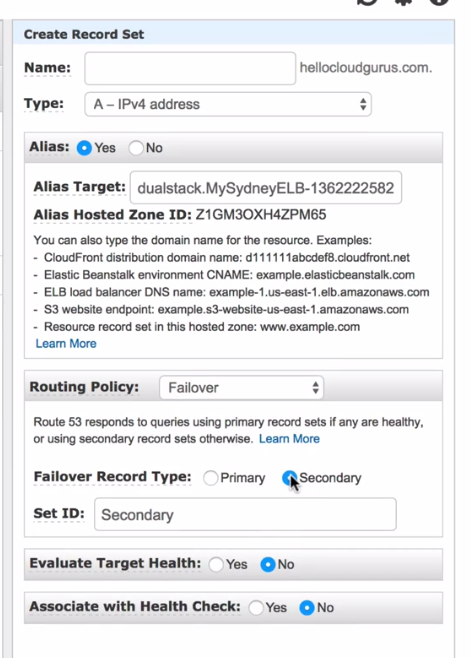 Create Record Set
Name:
hellocloudgurus.com.
Type: A – IPv4 address
Alias: Yes No
Alias Target: dualstack.MySydneyELB-1362222582
Alias Hosted Zone ID: Z1GM3OXH4ZPM65
You can also type the domain name for the resource. Examples:
- CloudFront distribution domain name: d111111abcdef8.cloudfront.net
- Elastic Beanstalk environment CNAME: example.elasticbeanstalk.com
- ELB load balancer DNS name: example-1.us-east-1.elb.amazonaws.com
- S3 website endpoint: example.s3-website-us-east-1.amazonaws.com
- Resource record set in this hosted zone: www.example.com
Learn More
Routing Policy: Failover
Route 53 responds to queries using primary record sets if any are healthy,
or using secondary record sets otherwise. Learn More
Failover Record Type: Primary Secondary
Set ID: Secondary
Evaluate Target Health: Yes No
Associate with Health Check: Yes No